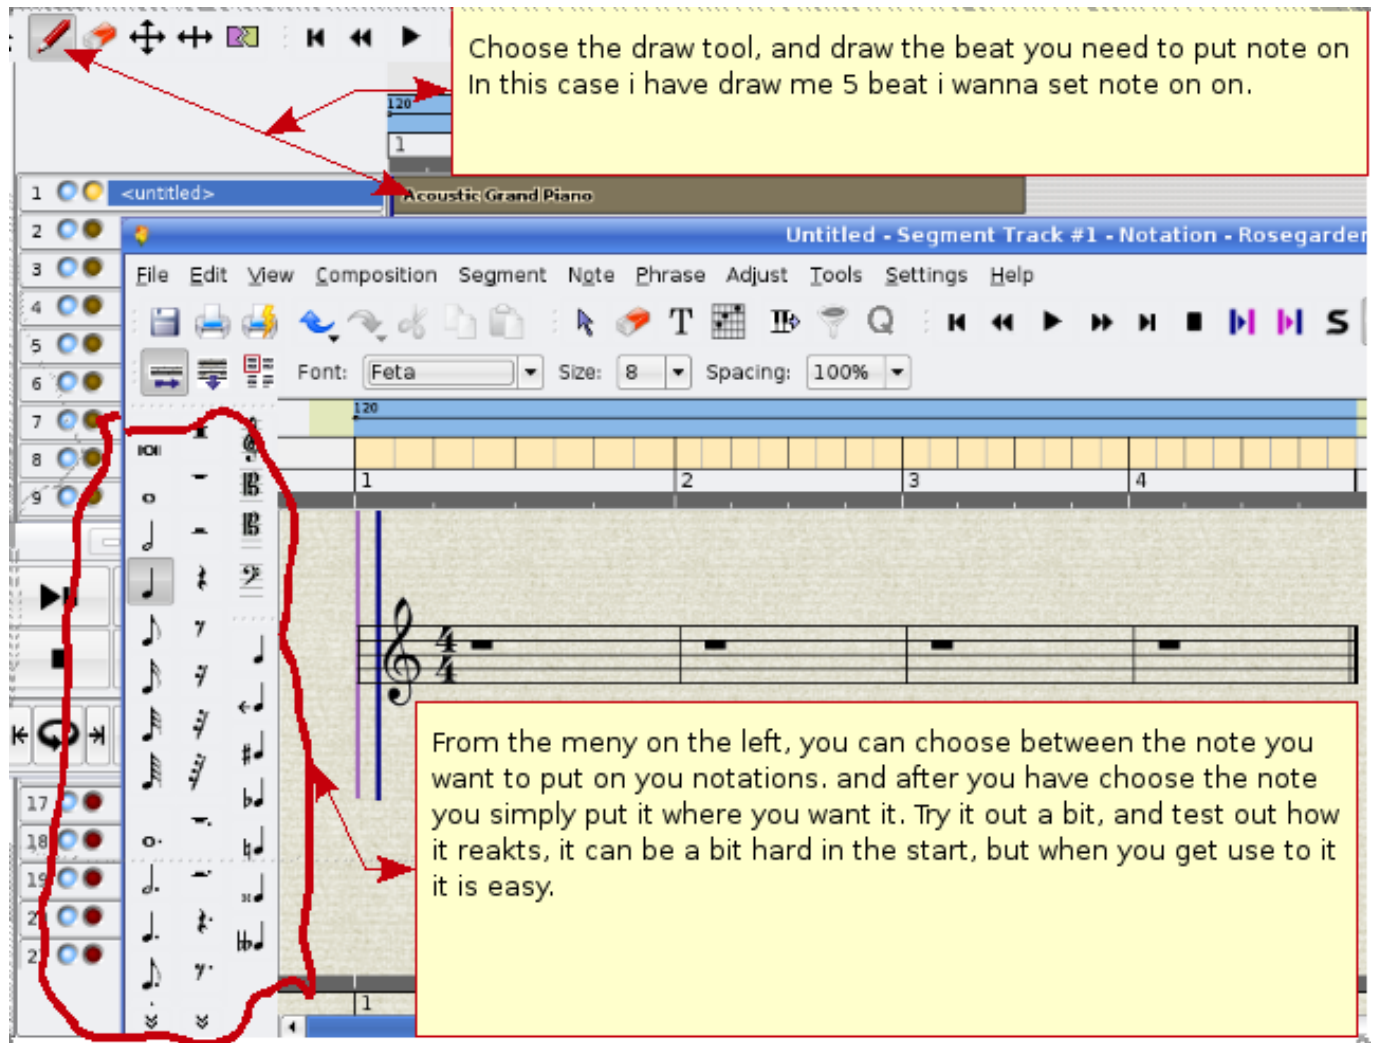 Choose the draw tool, and draw the beat you need to put note on
In this case i have draw me 5 beat i wanna set note on on.
120
1
1 <untitled>
Acoustic Grand Piano
2
Untitled - Segment Track #1 - Notation - Rosegarden
3
File Edit View Composition Segment Note Phrase Adjust Tools Settings Help
4
5
6
Font: Feta Size: 8 Spacing: 100%
7
120
8
9
1 2 3 4
From the meny on the left, you can choose between the note you
want to put on you notations. and after you have choose the note
you simply put it where you want it. Try it out a bit, and test out how
it reakts, it can be a bit hard in the start, but when you get use to it
it is easy.
17
18
19
1